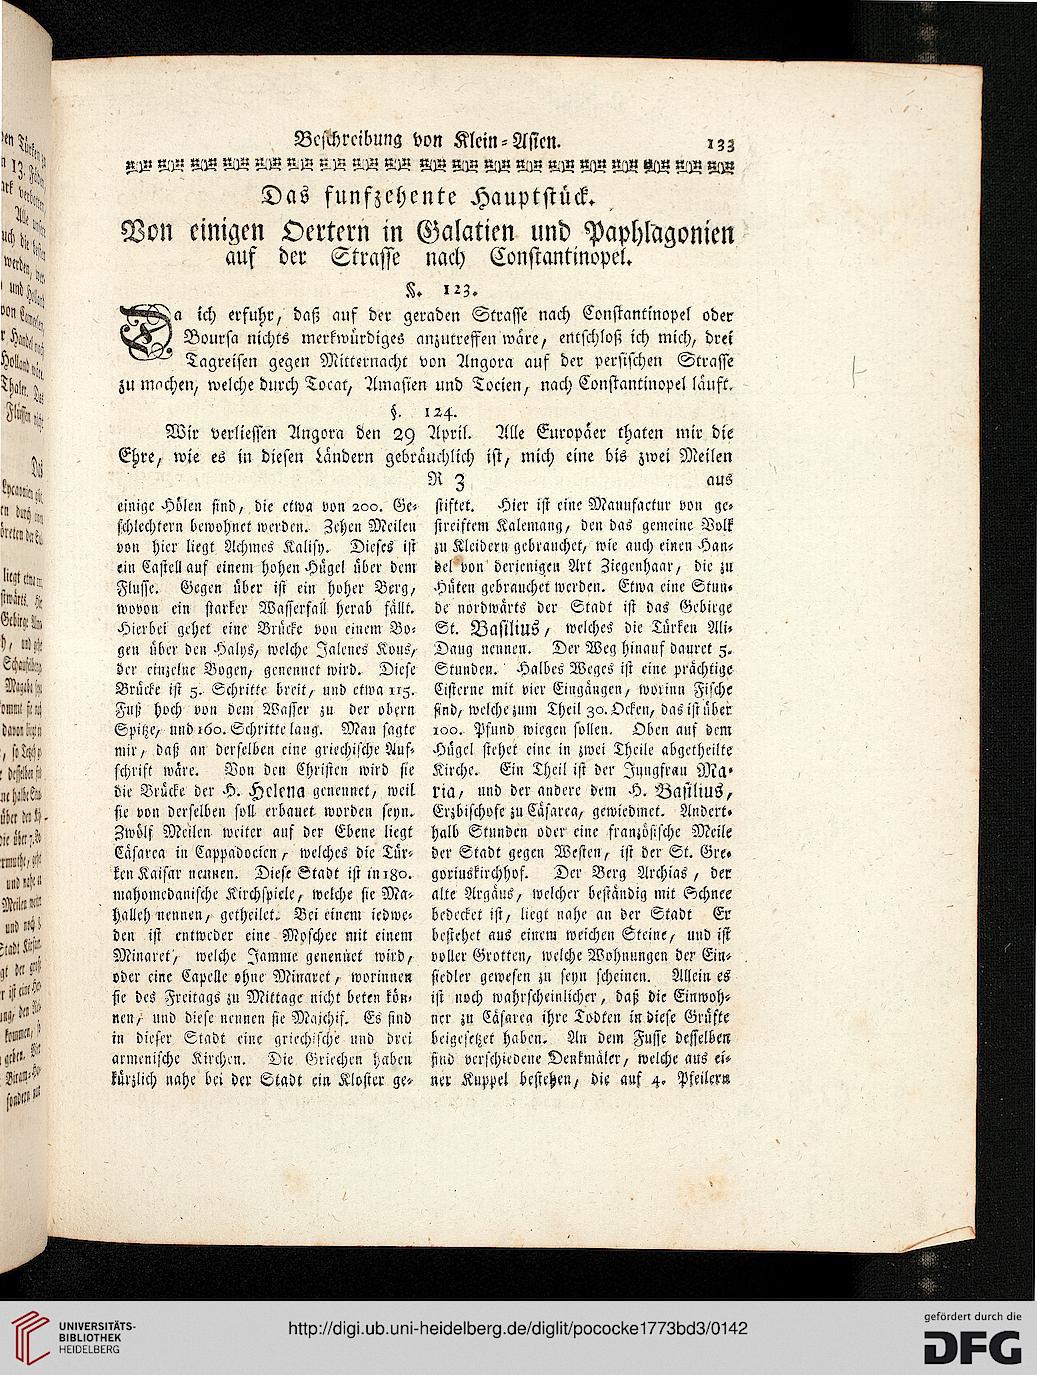 Beschreibung von Klein-Asien. 133
Das funfzehente Hauptstück.
Von einigen Oertern in Galatien und Paphlagonien
auf der Strasse nach Constantinopel.
§. 123.
Da ich erfuhr, daß auf der geraden Strasse nach Constantinopel oder
Boursa nichts merkwürdiges anzutreffen wäre, entschloß ich mich, drei
Tagreisen gegen Mitternacht von Angora auf der persischen Strasse
zu machen, welche durch Tocat, Amasien und Tocien, nach Constantinopel läuft.
§. 124.
Wir verliessen Angora den 29 April. Alle Europäer thaten mir die
Ehre, wie es in diesen Ländern gebräuchlich ist, mich eine bis zwei Meilen
R 3 aus
einige Hölen sind, die etwa von 200. Ge-
schlechtern bewohnet werden. Zehen Meilen
von hier liegt Achmes Kalisy. Dieses ist
ein Castell auf einem hohen Hügel über dem
Flusse. Gegen über ist ein hoher Berg,
wovon ein starker Wasserfall herab fällt.
Hierbei gehet eine Brücke von einem Bo-
gen über den Halys, welche Jalenes Kous,
der einzelne Bogen, genennet wird. Diese
Brücke ist 5. Schritte breit, und etwa 115.
Fuß hoch von dem Wasser zu der obern
Spitze, und 160. Schritte lang. Man sagte
mir, daß an derselben eine griechische Auf-
schrift wäre. Von den Christen wird sie
die Brücke der H. Helena genennet, weil
sie von derselben soll erbauet worden seyn.
Zwölf Meilen weiter auf der Ebene liegt
Cäsarea in Cappadocien, welches die Tür-
ken Kaisar nennen. Diese Stadt ist in 180.
mahomedanische Kirchspiele, welche sie Ma-
halleh nennen, getheilet. Bei einem iedwe-
den ist entweder eine Moschee mit einem
Minaret, welche Jamme genennet wird,
oder eine Capelle ohne Minaret, worinnen
sie des Freitags zu Mittage nicht beten kön-
nen, und diese nennen sie Majchif. Es sind
in dieser Stadt eine griechische und drei
armenische Kirchen. Die Griechen haben
kürzlich nahe bei der Stadt ein Kloster ge-
stiftet. Hier ist eine Manufactur von ge-
streiftem Kalemang, den das gemeine Volk
zu Kleidern gebrauchet, wie auch einen Han-
del von derienigen Art Ziegenhaar, die zu
Hüten gebrauchet werden. Etwa eine Stun-
de nordwärts der Stadt ist das Gebirge
St. Basilius, welches die Türken Ali-
Daug nennen. Der Weg hinauf dauret 5.
Stunden. Halbes Weges ist eine prächtige
Cisterne mit vier Eingängen, worinn Fische
sind, welche zum Theil 30. Ocken, das ist über
100. Pfund wiegen sollen. Oben auf dem
Hügel stehet eine in zwei Theile abgetheilte
Kirche. Ein Theil ist der Jungfrau Ma-
ria, und der andere dem H. Basilius,
Erzbischofe zu Cäsarea, gewiedmet. Andert-
halb Stunden oder eine französische Meile
der Stadt gegen Westen, ist der St. Gre-
goriuskirchhof. Der Berg Archias, der
alte Argäus, welcher beständig mit Schnee
bedecket ist, liegt nahe an der Stadt Er
bestehet aus einem weichen Steine, und ist
voller Grotten, welche Wohnungen der Ein-
siedler gewesen zu seyn scheinen. Allein es
ist noch wahrscheinlicher, daß die Einwoh-
ner zu Cäsarea ihre Todten in diese Grüfte
beigesetzet haben. An dem Fusse desselben
sind verschiedene Denkmäler, welche aus ei-
ner Kuppel bestehen, die auf 4. Pfeilern
UNIVERSITÄTS-
BIBLIOTHEK
HEIDELBERG
http://digi.ub.uni-heidelberg.de/diglit/pococke1773bd3/0142
gefördert durch die
DFG